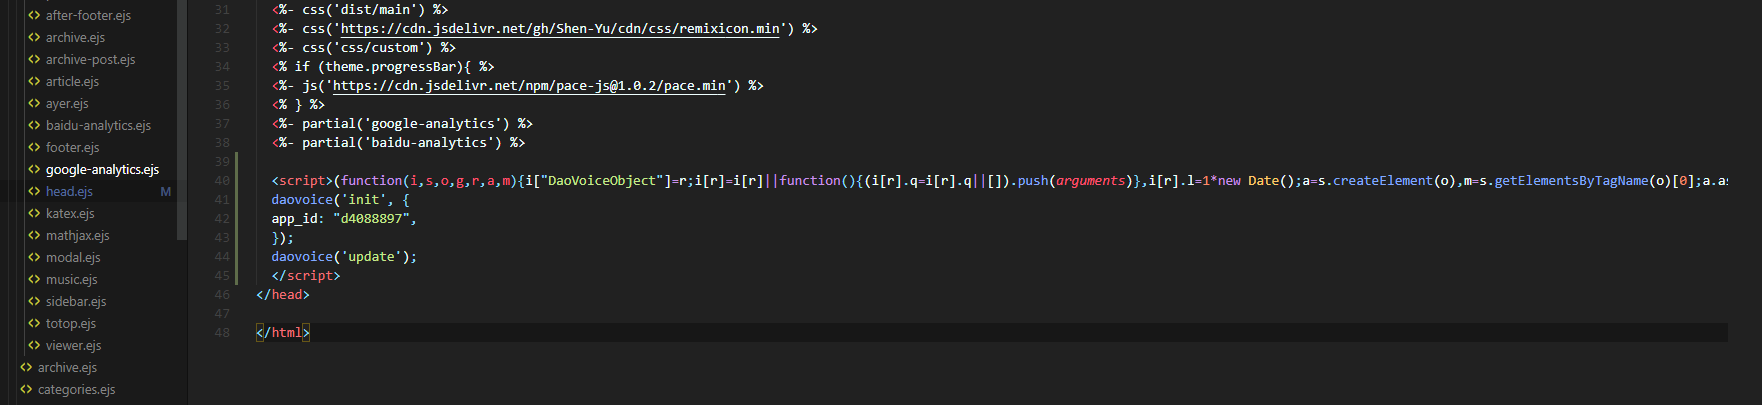 after-footer.ejs
archive.ejs
archive-post.ejs
article.ejs
ayer.ejs
baidu-analytics.ejs
footer.ejs
google-analytics.ejs
head.ejs M
katex.ejs
mathjax.ejs
modal.ejs
music.ejs
sidebar.ejs
totop.ejs
viewer.ejs
archive.ejs
categories.ejs
31 <%- css('dist/main') %>
32 <%- css('https://cdn.jsdelivr.net/gh/Shen-Yu/cdn/css/remixicon.min') %>
33 <%- css('css/custom') %>
34 <% if (theme.progressBar){ %>
35 <%- js('https://cdn.jsdelivr.net/npm/pace-js@1.0.2/pace.min') %>
36 <% } %>
37 <%- partial('google-analytics') %>
38 <%- partial('baidu-analytics') %>
39
40 <script>(function(i,s,o,g,r,a,m){i["DaoVoiceObject"]=r;i[r]=i[r]||function(){(i[r].q=i[r].q||[]).push(arguments)},i[r].l=1*new Date();a=s.createElement(o),m=s.getElementsByTagName(o)[0];a.as
41 daovoice('init', {
42 app_id: "d4088897",
43 });
44 daovoice('update');
45 </script>
46 </head>
47
48 </html>